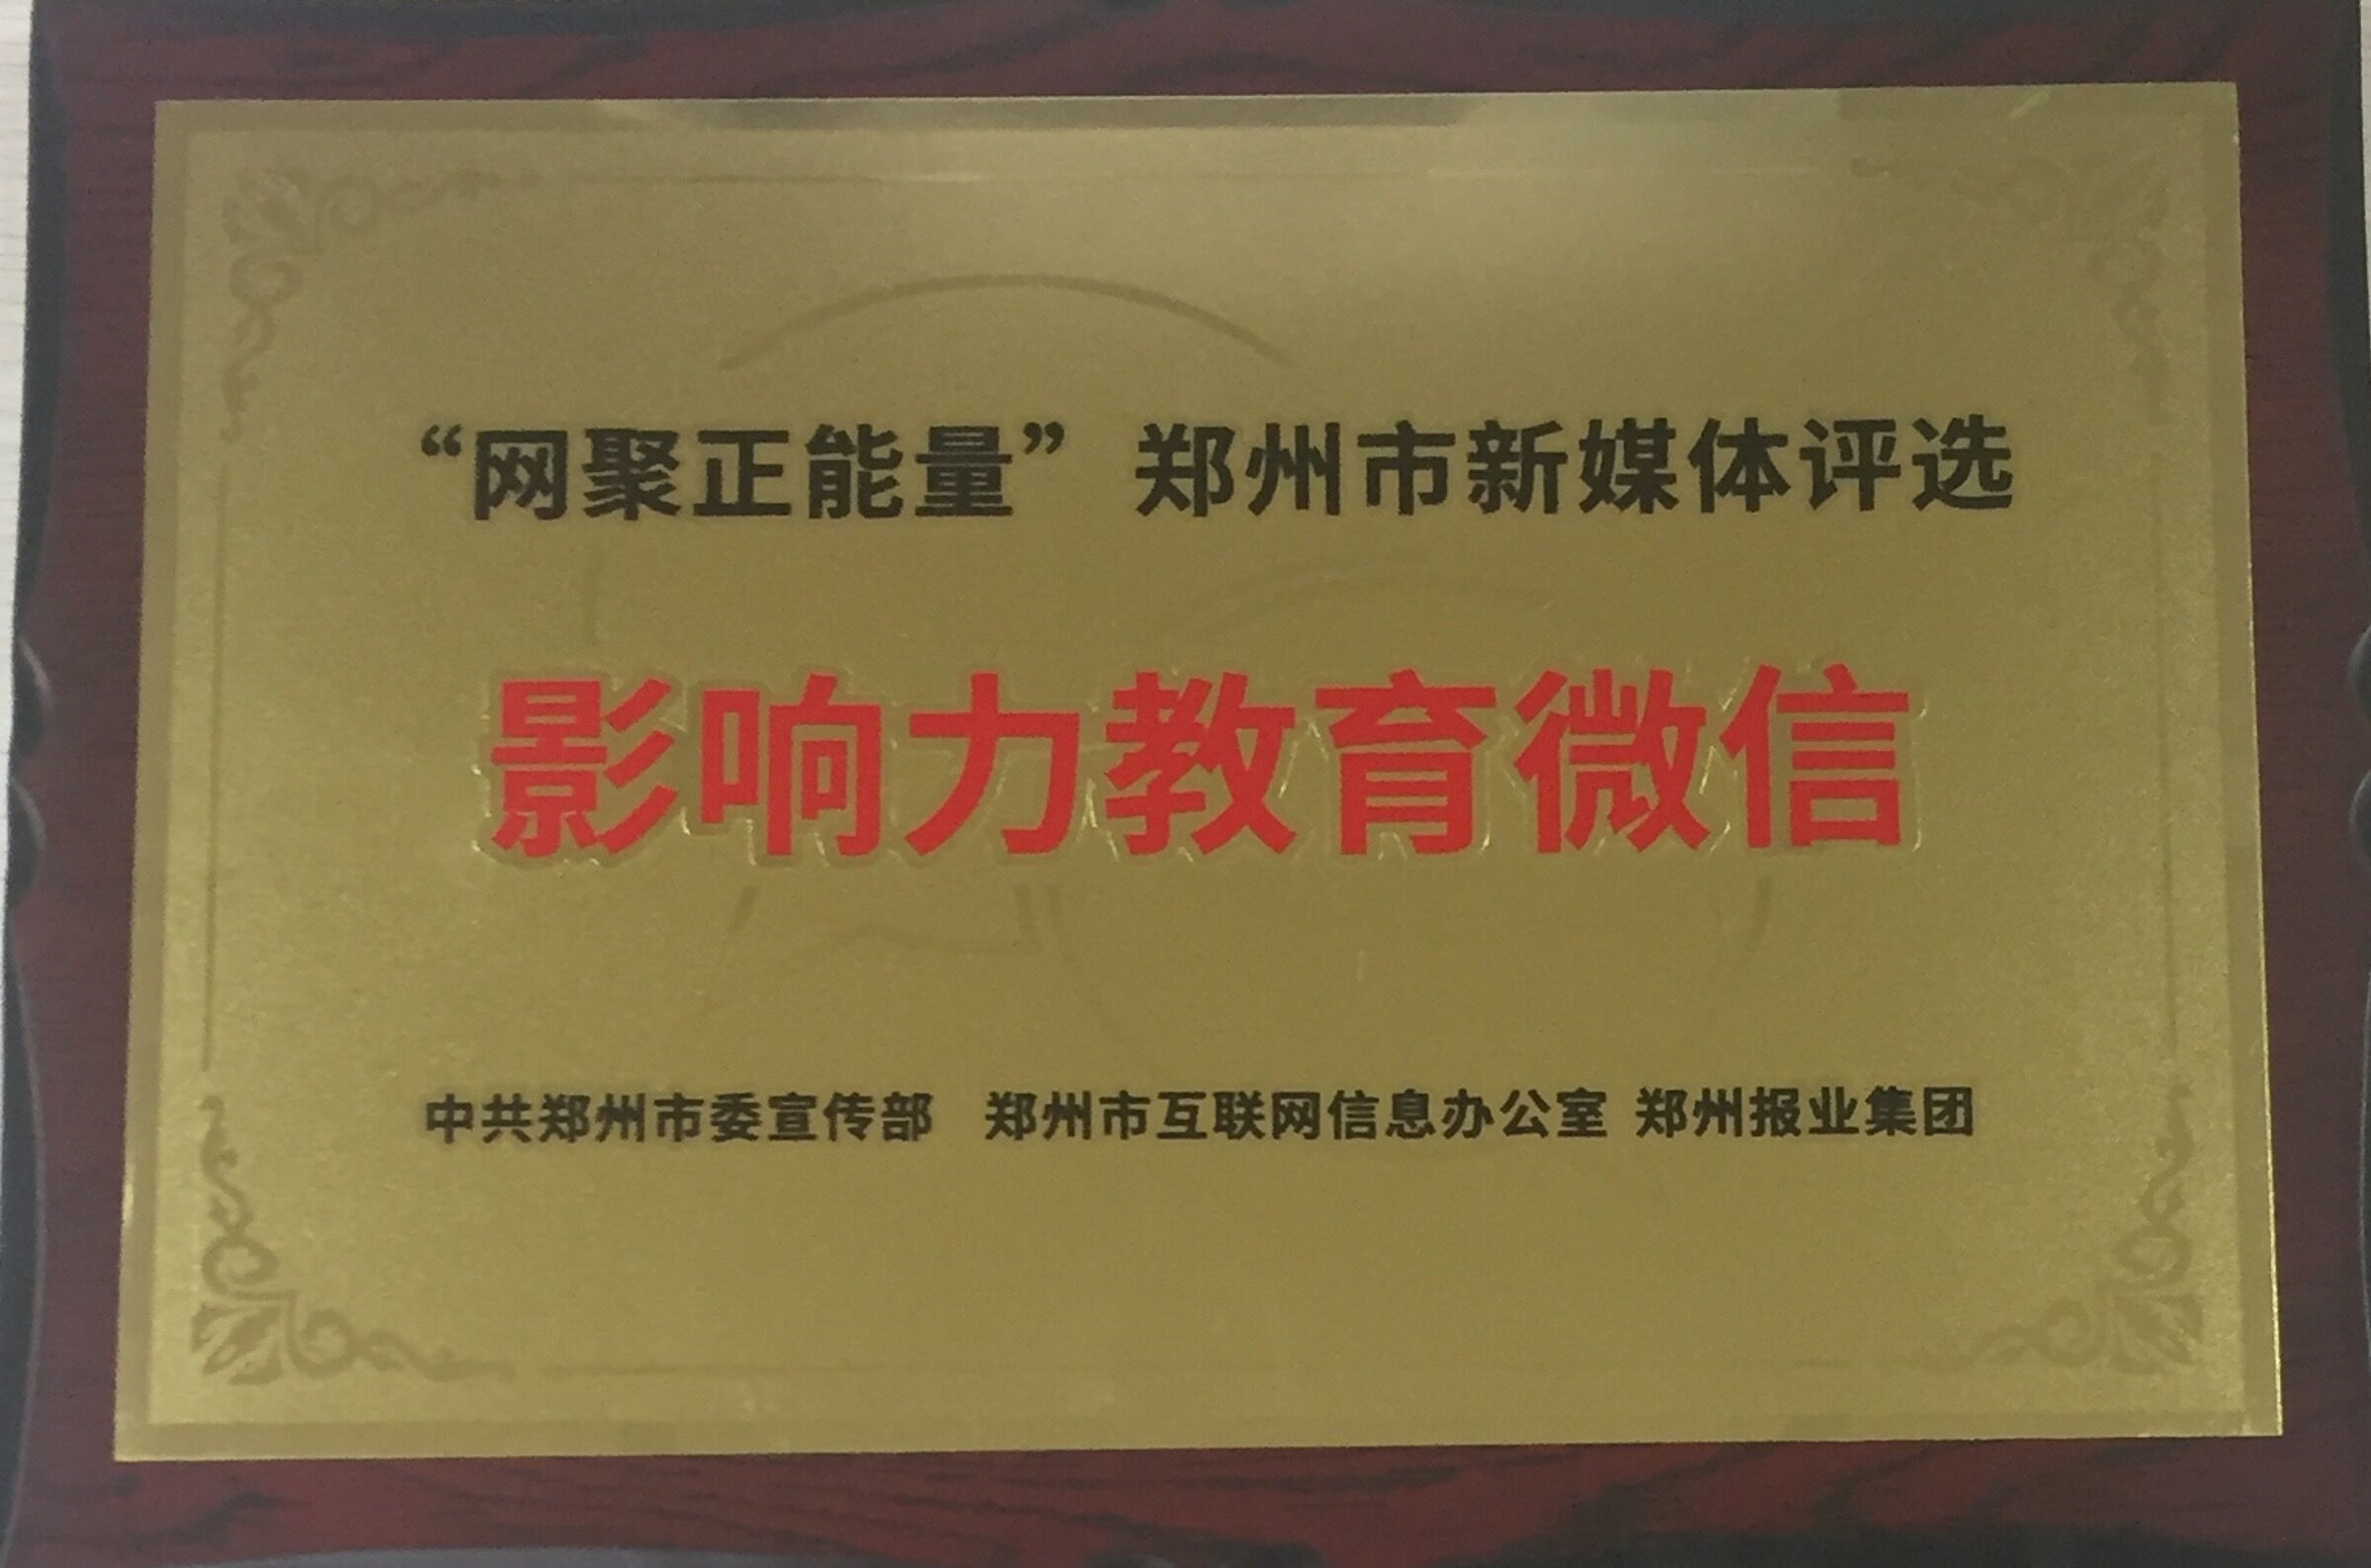 “网聚正能量” 郑州市新媒体评选
影响力教育微信
中共郑州市委宣传部 郑州市互联网信息办公室 郑州报业集团